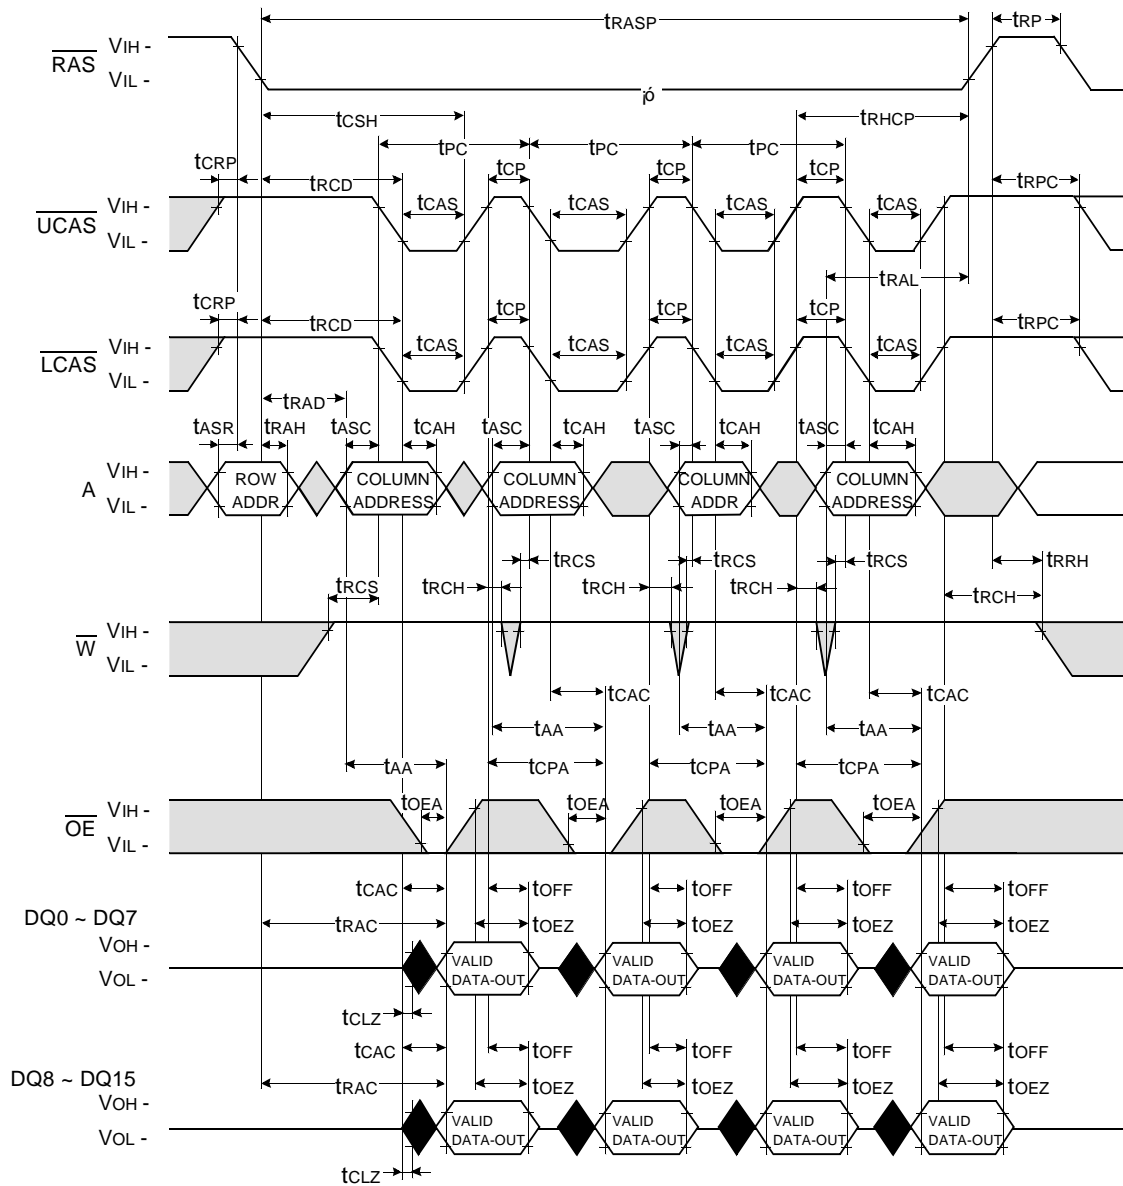 tRASP tRP
RAS VIH -
VIL -
ió
tCSH tRHCP
tPC tPC tPC
tCRP tRCD tCP tCP tCP tRPC
tCAS tCAS tCAS tCAS
UCAS VIH -
VIL -
tRAL
tCRP tRCD tCP tCP tCP tRPC
tCAS tCAS tCAS tCAS
LCAS VIH -
VIL -
tRAD
tASR tRAH tASC tCAH tASC tCAH tASC tCAH tASC tCAH
A VIH -
VIL -
ROW ADDR
COLUMN ADDRESS
COLUMN ADDRESS
COLUMN ADDR
COLUMN ADDRESS
tRCS tRCS tRCS tRRH
tRCS tRCH tRCH tRCH tRCH
W VIH -
VIL -
tCAC tCAC tCAC
tAA tAA tAA
tAA tCPA tCPA tCPA
tOEA tOEA tOEA tOEA
OE VIH -
VIL -
tCAC tOFF tOFF tOFF tOFF
DQ0 ~ DQ7
tRAC tOEZ tOEZ tOEZ tOEZ
VOH -
VOL -
VALID DATA-OUT
VALID DATA-OUT
VALID DATA-OUT
VALID DATA-OUT
tCLZ
tCAC tOFF tOFF tOFF tOFF
DQ8 ~ DQ15
tRAC tOEZ tOEZ tOEZ tOEZ
VOH -
VOL -
VALID DATA-OUT
VALID DATA-OUT
VALID DATA-OUT
VALID DATA-OUT
tCLZ